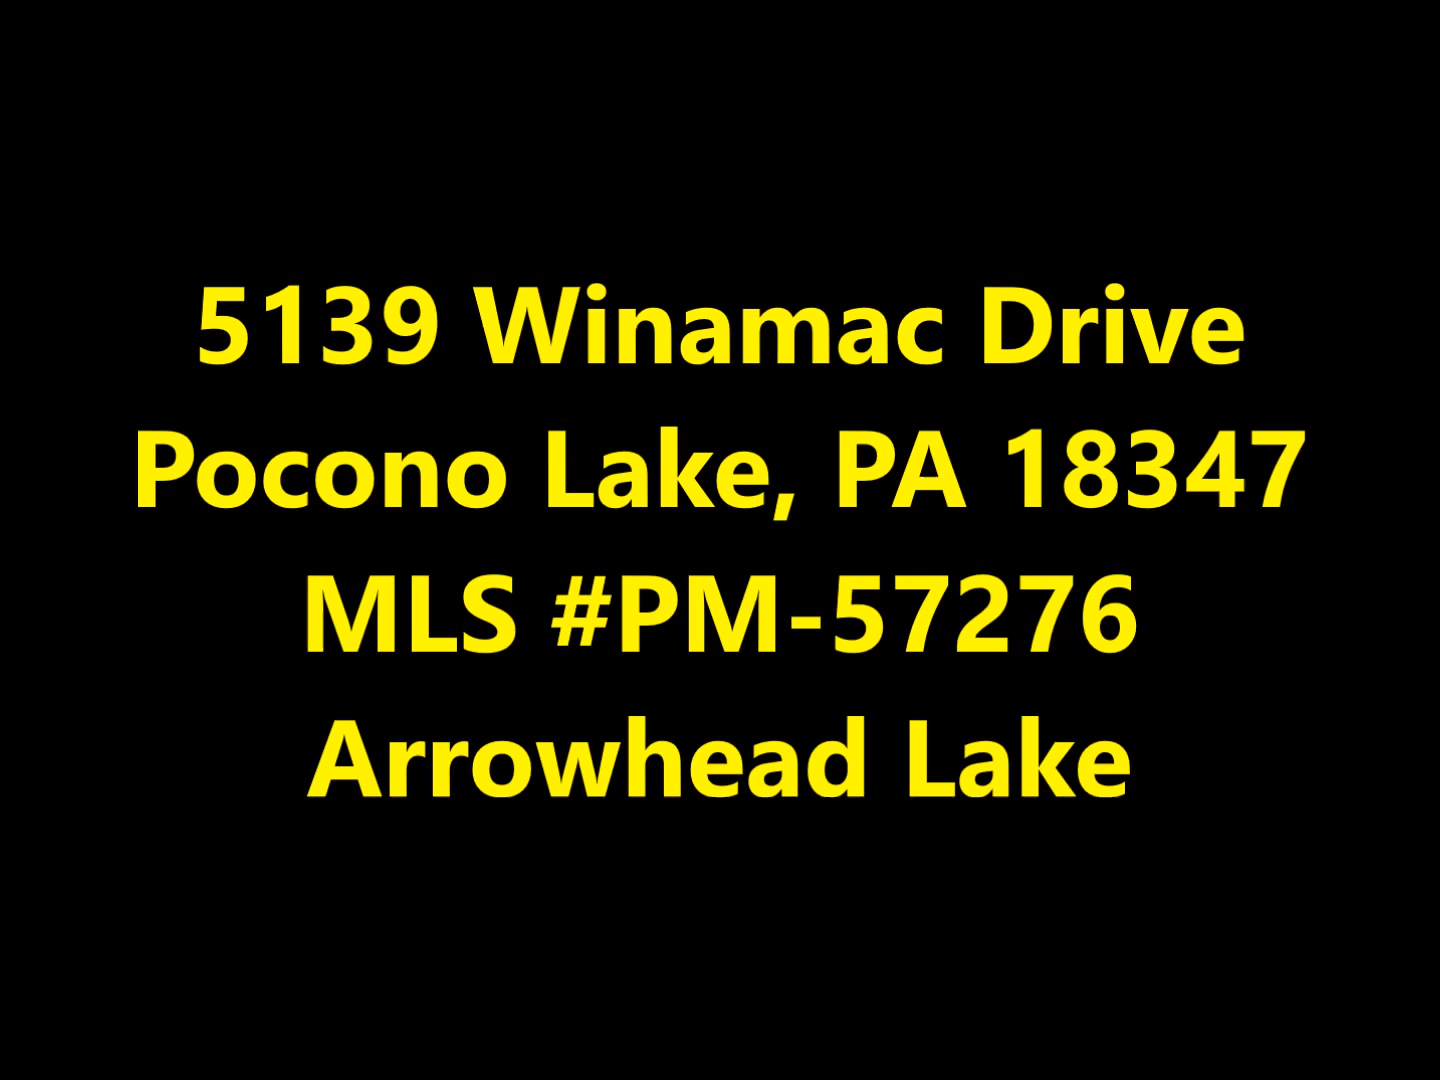 5139 Winamac Drive
Pocono Lake, PA 18347
MLS #PM-57276
Arrowhead Lake